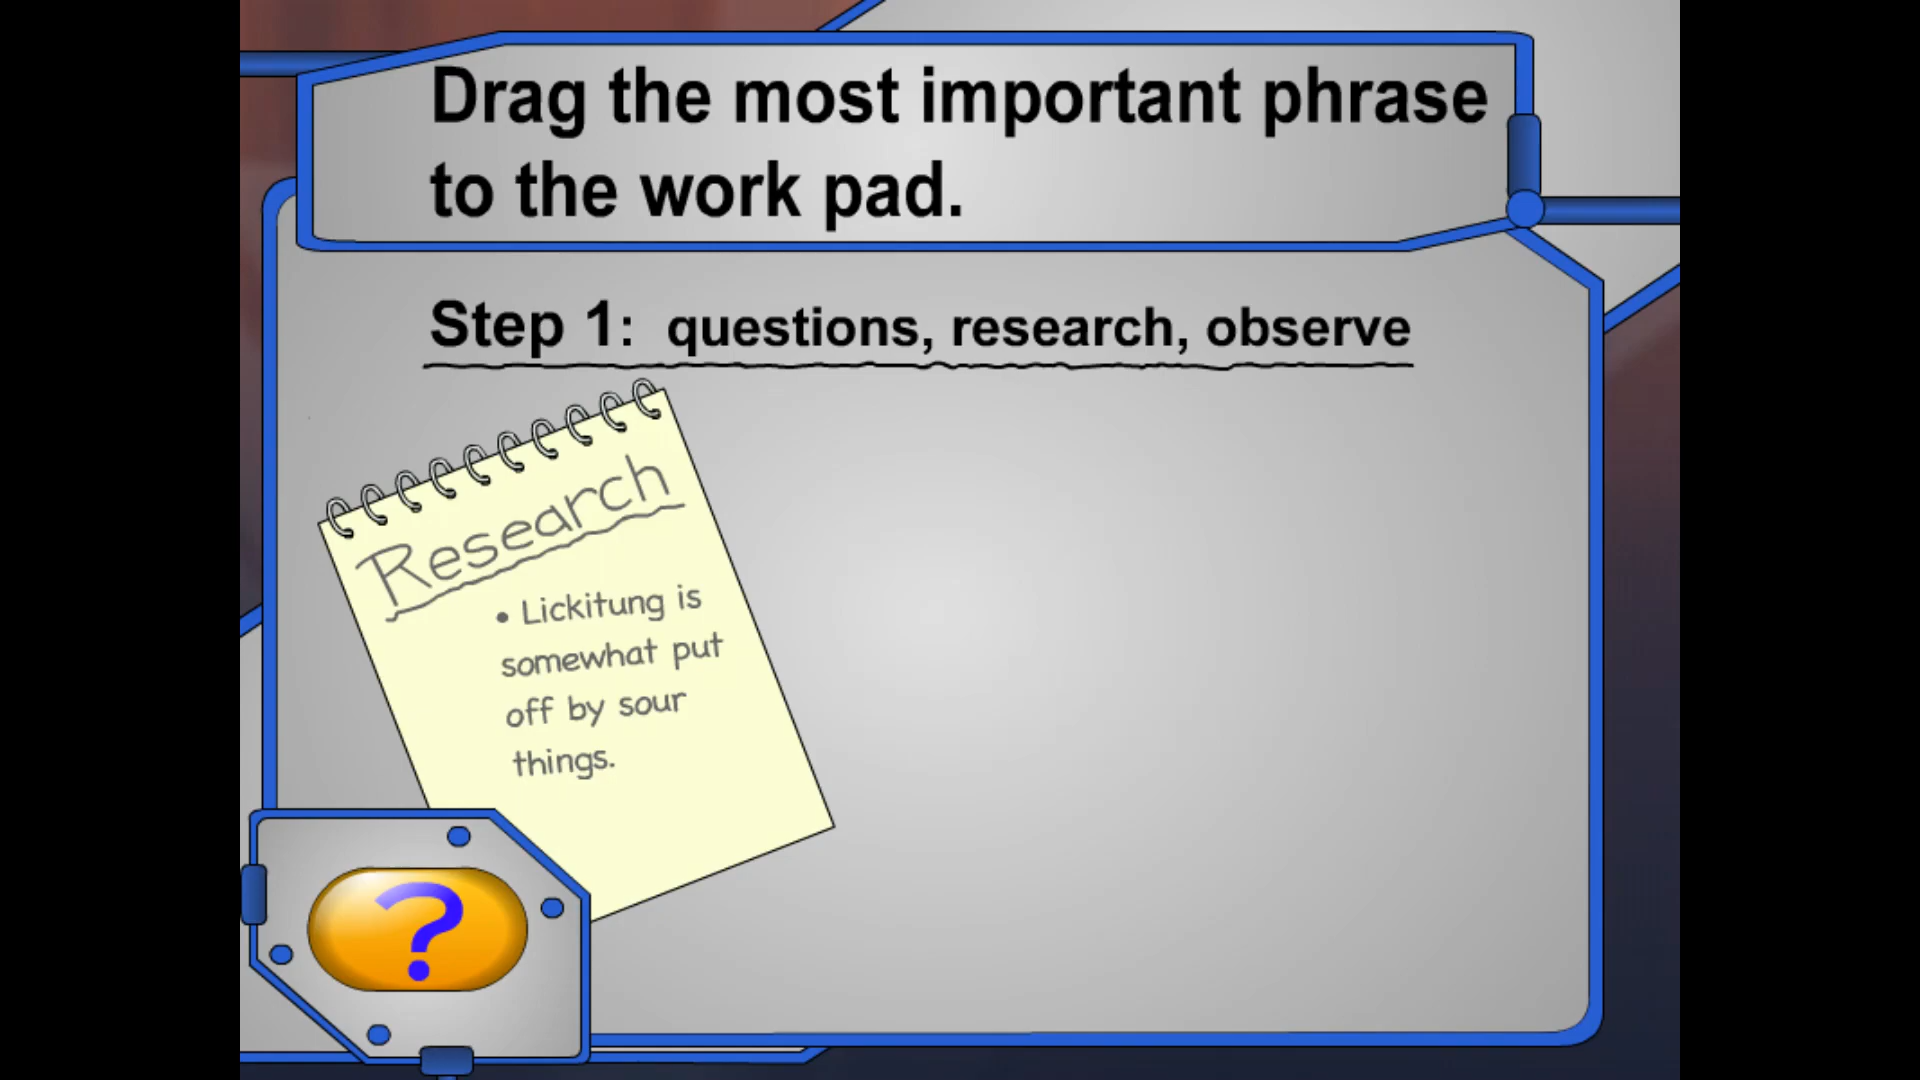 Drag the most important phrase
to the work pad.
Step 1: questions, research, observe
Research
• Lickitung is
somewhat put
off by sour
things.
?